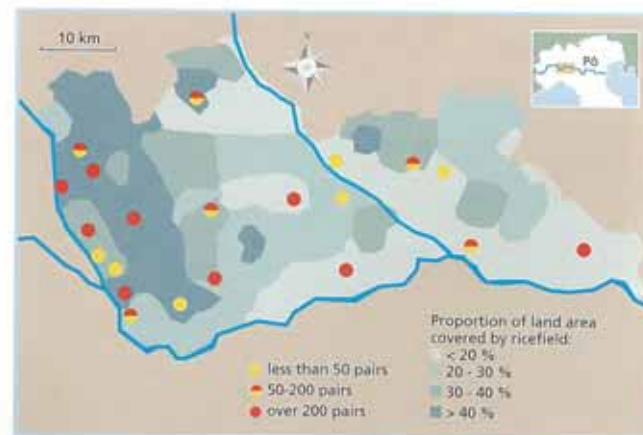 10 km
N
Pô
less than 50 pairs
50-200 pairs
over 200 pairs
Proportion of land area
covered by ricefield:
< 20 %
20 - 30 %
30 - 40 %
> 40 %